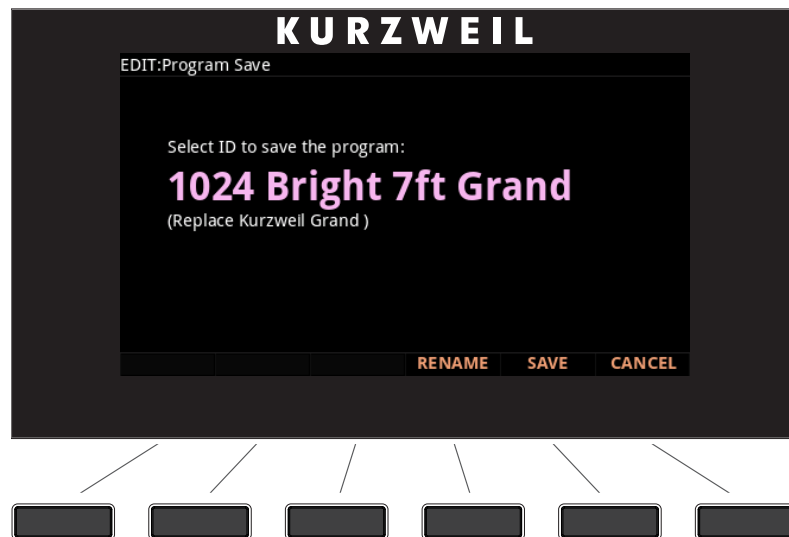 KURZWEIL
EDIT:Program Save
Select ID to save the program:
1024 Bright 7ft Grand
(Replace Kurzweil Grand )
RENAME SAVE CANCEL